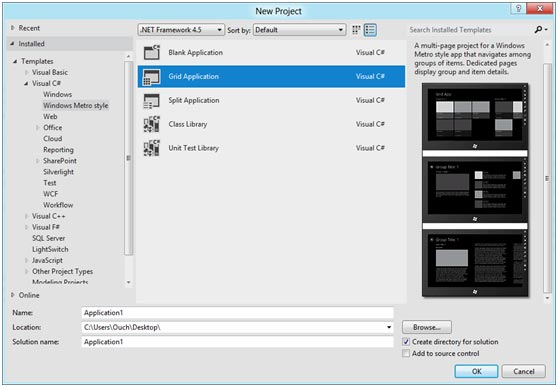 New Project
Recent
Installed
Templates
Visual Basic
Visual C#
Windows
Windows Metro style
Web
Office
Cloud
Reporting
SharePoint
Silverlight
Test
WCF
Workflow
Visual C++
Visual F#
SQL Server
LightSwitch
JavaScript
Other Project Types
Modeling Projects
Online
.NET Framework 4.5
Sort by: Default
Blank Application Visual C#
Grid Application Visual C#
Split Application Visual C#
Class Library Visual C#
Unit Test Library Visual C#
Search Installed Templates
A multi-page project for a Windows
Metro style app that navigates among
groups of items. Dedicated pages
display group and item details.
Grid App
Group Title 1
Name: Application1
Location: C:\Users\Ouch\Desktop\
Browse...
Solution name: Application1
Create directory for solution
Add to source control
OK Cancel